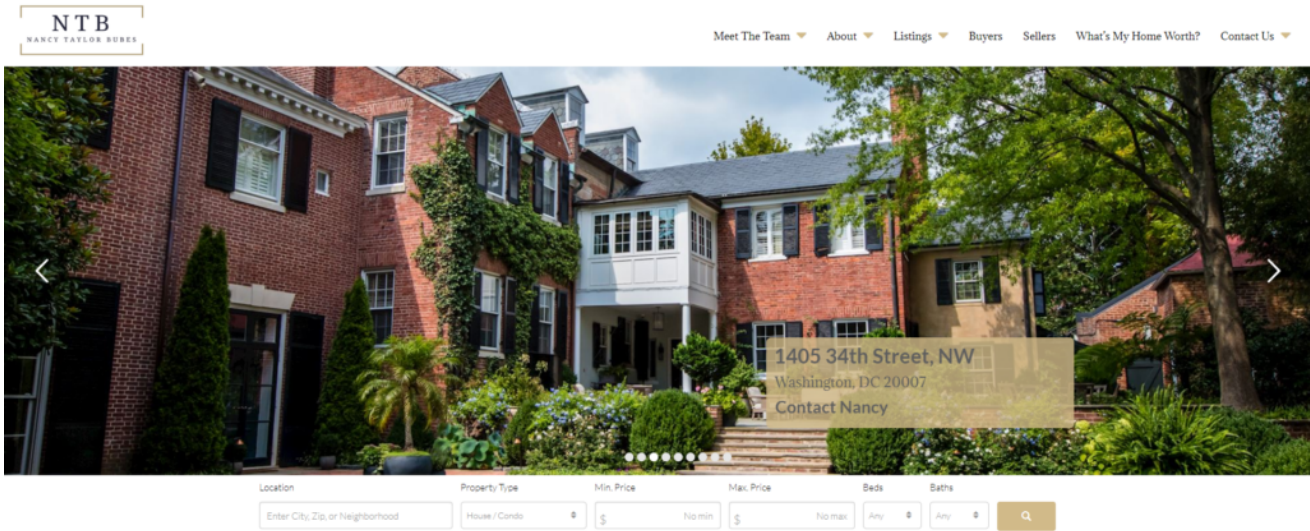 NTB
NANCY TAYLOR BUBES
Meet The Team
About
Listings
Buyers
Sellers
What's My Home Worth?
Contact Us
1405 34th Street, NW
Washington, DC 20007
Contact Nancy
Location
Property Type
Min. Price
Max. Price
Beds
Baths
Enter City, Zip, or Neighborhood
House / Condo
$ No min
$ No max
Any
Any